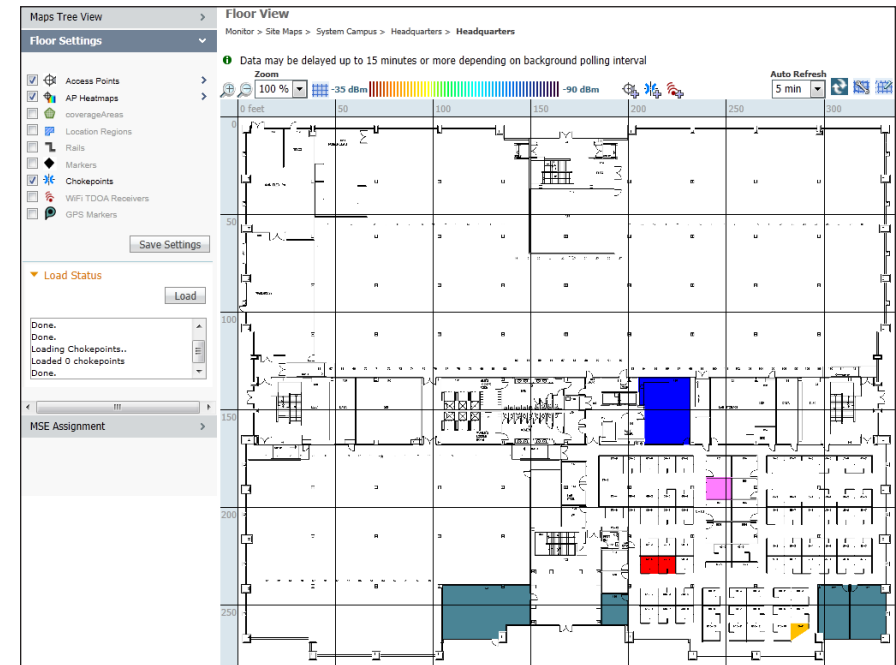 Maps Tree View
Floor Settings
Access Points
AP Heatmaps
coverageAreas
Location Regions
Rails
Markers
Chokepoints
WiFi TDOA Receivers
GPS Markers
Save Settings
Load Status
Load
Done.
Done.
Loading Chokepoints..
Loaded 0 chokepoints
Done.
MSE Assignment
Floor View
Monitor > Site Maps > System Campus > Headquarters > Headquarters
Data may be delayed up to 15 minutes or more depending on background polling interval
Zoom
100 %
-35 dBm
-90 dBm
Auto Refresh
5 min
0 feet
50
100
150
200
250
300
0
50
100
150
200
250